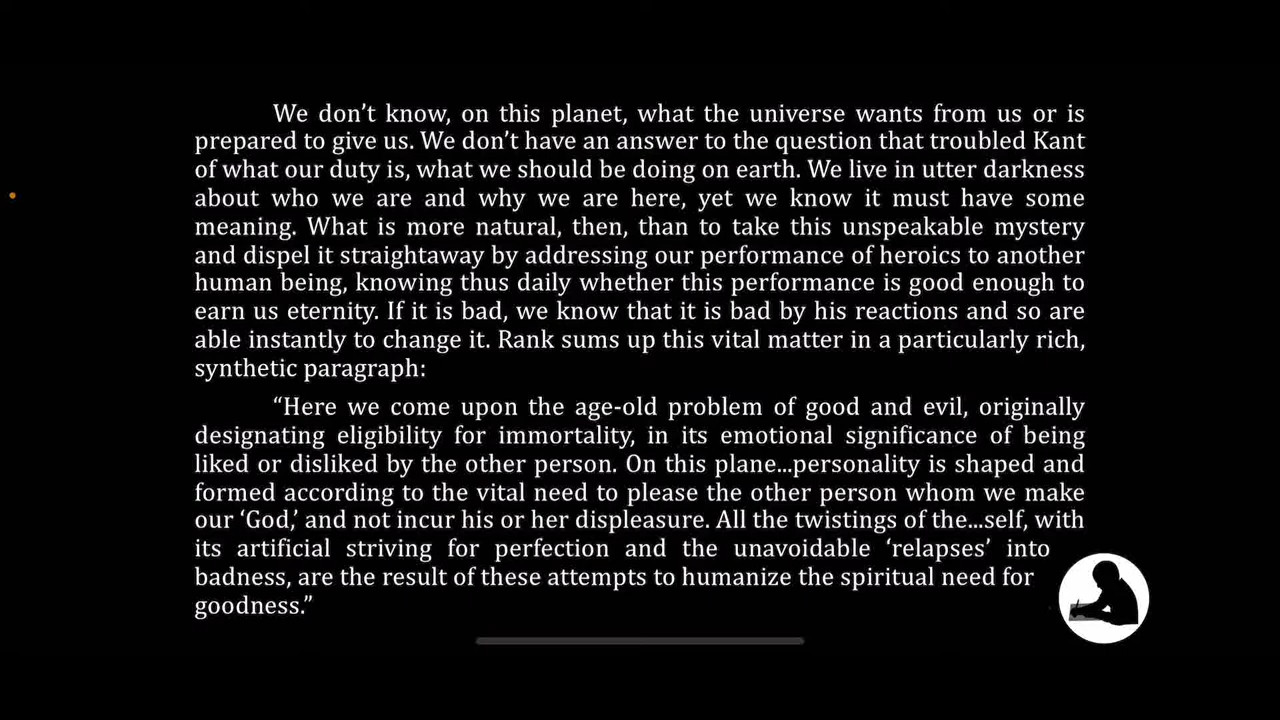 We don’t know, on this planet, what the universe wants from us or is
prepared to give us. We don’t have an answer to the question that troubled Kant
of what our duty is, what we should be doing on earth. We live in utter darkness
about who we are and why we are here, yet we know it must have some
meaning. What is more natural, then, than to take this unspeakable mystery
and dispel it straightaway by addressing our performance of heroics to another
human being, knowing thus daily whether this performance is good enough to
earn us eternity. If it is bad, we know that it is bad by his reactions and so are
able instantly to change it. Rank sums up this vital matter in a particularly rich,
synthetic paragraph:
“Here we come upon the age-old problem of good and evil, originally
designating eligibility for immortality, in its emotional significance of being
liked or disliked by the other person. On this plane...personality is shaped and
formed according to the vital need to please the other person whom we make
our ‘God,’ and not incur his or her displeasure. All the twistings of the...self, with
its artificial striving for perfection and the unavoidable ‘relapses’ into
badness, are the result of these attempts to humanize the spiritual need for
goodness.”